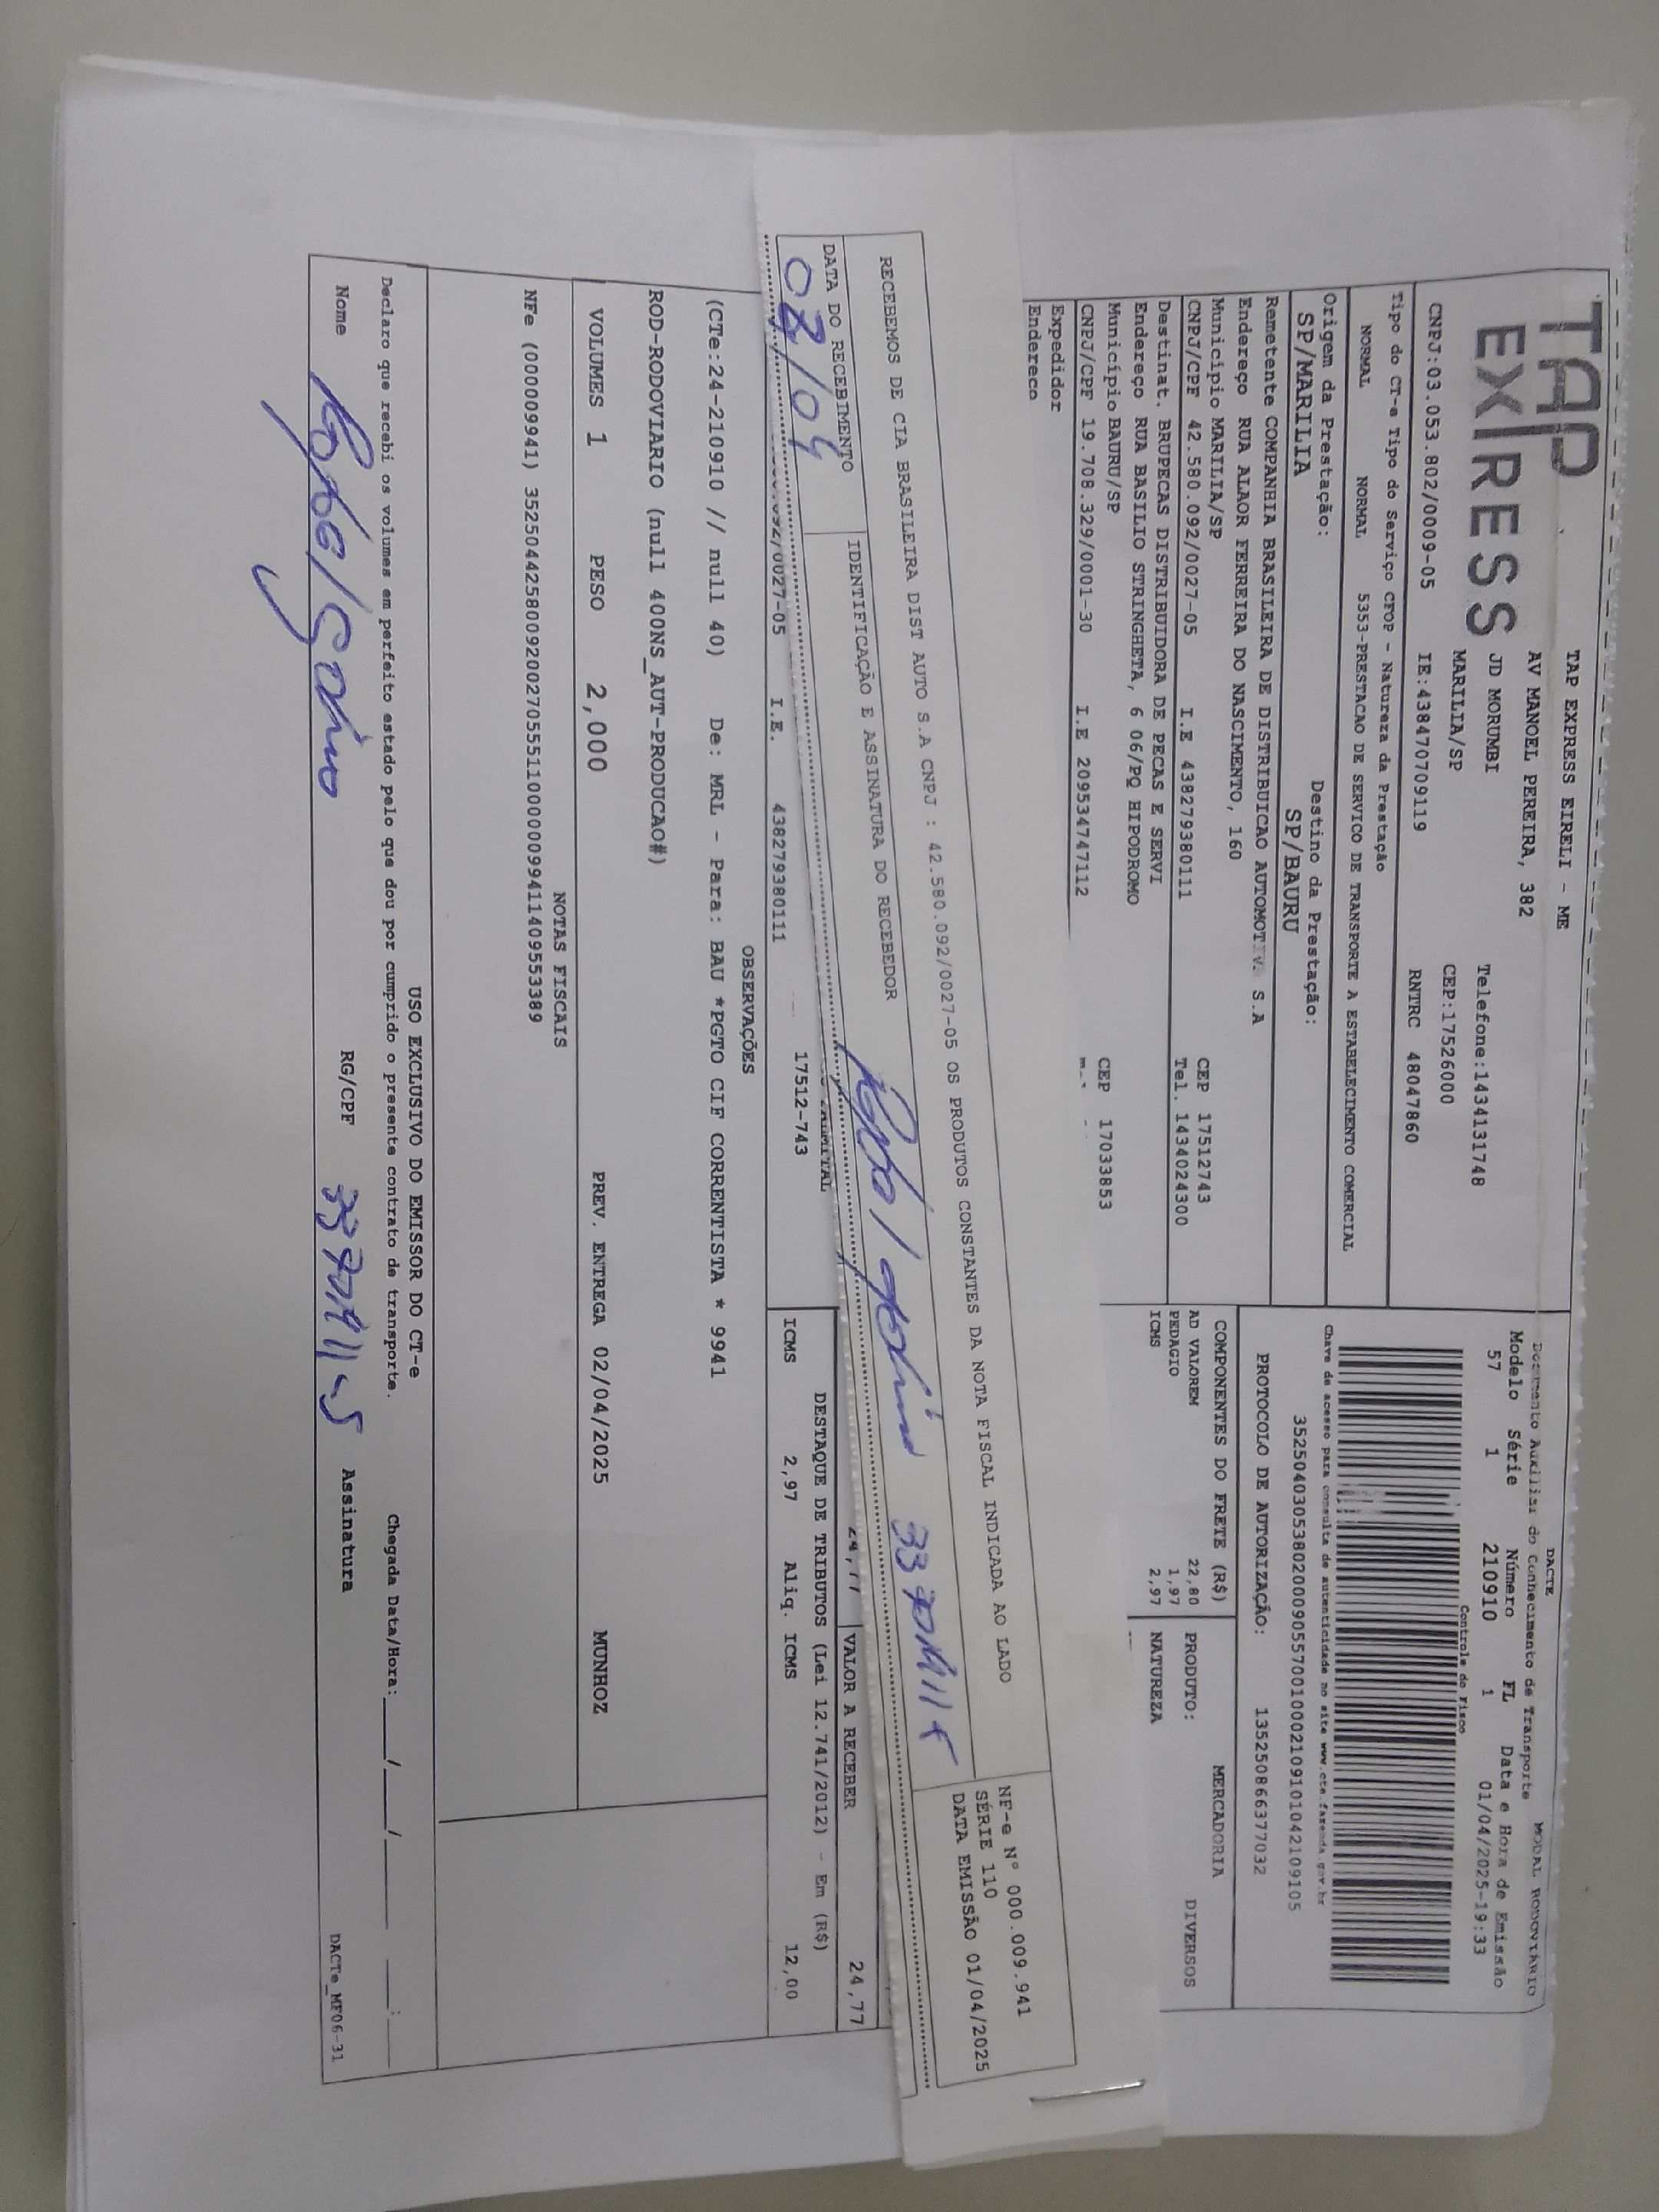 TAP
EXPRESS
TAP EXPRESS EIRELI - ME
AV MANOEL PEREIRA, 382
JD MORUMBI Telefone:1434131748
MARILIA/SP CEP:17526000
CNPJ:03.053.802/0009-05 IE:438470709119 RNTRC 48047860
DACTE
Documento Auxiliar do Conhecimento de Transporte MODAL RODOVIÁRIO
Modelo Série Número FL Data e Hora de Emissão
57 1 210910 1 01/04/2025-19:33
Controle do Fisco
Tipo do CT-e Tipo do Serviço CFOP - Natureza da Prestação
NORMAL NORMAL 5353-PRESTACAO DE SERVICO DE TRANSPORTE A ESTABELECIMENTO COMERCIAL
Chave de acesso para consulta de autenticidade no site www.cte.fazenda.gov.br
35250403053802000905570010002109101042109105
Origem da Prestação: Destino da Prestação:
SP/MARILIA SP/BAURU
PROTOCOLO DE AUTORIZAÇÃO: 135250866377032
Remetente COMPANHIA BRASILEIRA DE DISTRIBUICAO AUTOMOTIV. S.A
Endereço RUA ALAOR FERREIRA DO NASCIMENTO, 160
Município MARILIA/SP CEP 17512743
CNPJ/CPF 42.580.092/0027-05 I.E 438279380111 Tel. 1434024300
Destinat. BRUPECAS DISTRIBUIDORA DE PECAS E SERVI
Endereço RUA BASILIO STRINGHETA, 6 06/PQ HIPODROMO
Município BAURU/SP CEP 17033853
CNPJ/CPF 19.708.329/0001-30 I.E 209534747112
Expedidor
Endereco
COMPONENTES DO FRETE (R$)
AD VALOREM 22,80
PEDAGIO 1,97
ICMS 2,97
MERCADORIA
PRODUTO: DIVERSOS
NATUREZA
RECEBEMOS DE CIA BRASILEIRA DIST AUTO S.A CNPJ : 42.580.092/0027-05 OS PRODUTOS CONSTANTES DA NOTA FISCAL INDICADA AO LADO
NF-e N° 000.009.941
SÉRIE 110
DATA EMISSÃO 01/04/2025
DATA DO RECEBIMENTO IDENTIFICAÇÃO E ASSINATURA DO RECEBEDOR
02/04
24,77 VALOR A RECEBER 24,77
.092/0027-05 I.E. 438279380111 17512-743
DESTAQUE DE TRIBUTOS (Lei 12.741/2012) - Em (R$)
ICMS 2,97 Aliq. ICMS 12,00
OBSERVAÇÕES
(CTe:24-210910 // null 40) De: MRL - Para: BAU *PGTO CIF CORRENTISTA * 9941
ROD-RODOVIARIO (null 400NS_AUT-PRODUCAO#)
VOLUMES 1 PESO 2,000 PREV. ENTREGA 02/04/2025 MUNHOZ
NOTAS FISCAIS
NFe (000009941) 35250442580092002705551100000099411409553389
USO EXCLUSIVO DO EMISSOR DO CT-e
Declaro que recebi os volumes em perfeito estado pelo que dou por cumprido o presente contrato de transporte. Chegada Data/Hora:____/____/____ ___:___
Nome RG/CPF Assinatura
DACTe_MF06-31